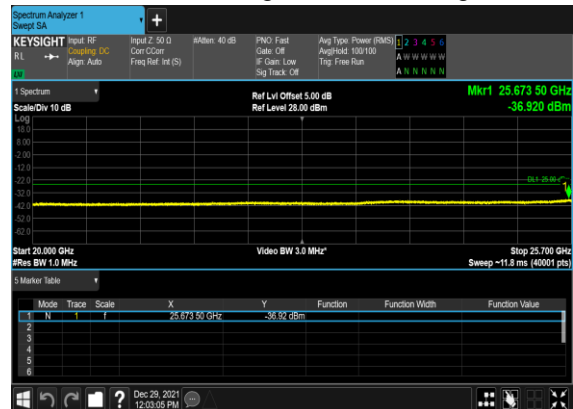 Spectrum Analyzer 1
Swept SA
KEYSIGHT Input: RF Input Z: 50 Ω #Atten: 40 dB PNO: Fast Avg Type: Power (RMS) 1 2 3 4 5 6
RL Coupling: DC Corr CCorr Gate: Off Avg|Hold: 100/100 A W W W W W
Align: Auto Freq Ref: Int (S) IF Gain: Low Trig: Free Run
LW Sig Track: Off A N N N N N
1 Spectrum Ref Lvl Offset 5.00 dB Mkr1 25.673 50 GHz
Scale/Div 10 dB Ref Level 28.00 dBm -36.920 dBm
Log
18.0
8.00
-2.00
-12.0
-22.0 DL1 -25.00
-32.0 1
-42.0
-52.0
-62.0
Start 20.000 GHz Video BW 3.0 MHz* Stop 25.700 GHz
#Res BW 1.0 MHz Sweep ~11.8 ms (40001 pts)
5 Marker Table
Mode Trace Scale X Y Function Function Width Function Value
1 N 1 f 25.673 50 GHz -36.92 dBm
2
3
4
5
6
? Dec 29, 2021
12:03:05 PM